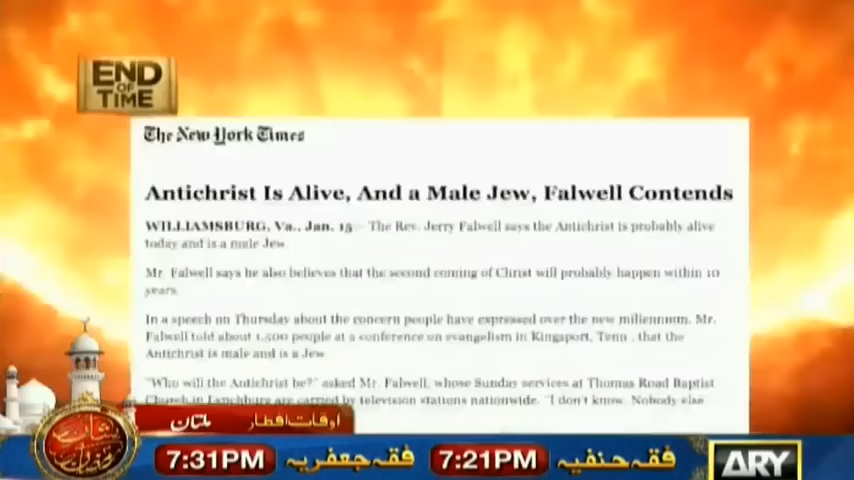 END
OF
TIME
The New York Times
Antichrist Is Alive, And a Male Jew, Falwell Contends
WILLIAMSBURG, Va., Jan. 15— The Rev. Jerry Falwell says the Antichrist is probably alive
today and is a male Jew.
Mr. Falwell says he also believes that the second coming of Christ will probably happen within 10
years.
In a speech on Thursday about the concern people have expressed over the new millennium, Mr.
Falwell told about 1,500 people at a conference on evangelism in Kingsport, Tenn., that the
Antichrist is male and is a Jew.
"Who will the Antichrist be?" asked Mr. Falwell, whose Sunday services at Thomas Road Baptist
Church in Lynchburg are carried by television stations nationwide. "I don't know. Nobody else
شانِ رمضان
اوقات افطار ملتان
فقہ حنفیہ 7:21PM فقہ جعفریہ 7:31PM
ARY